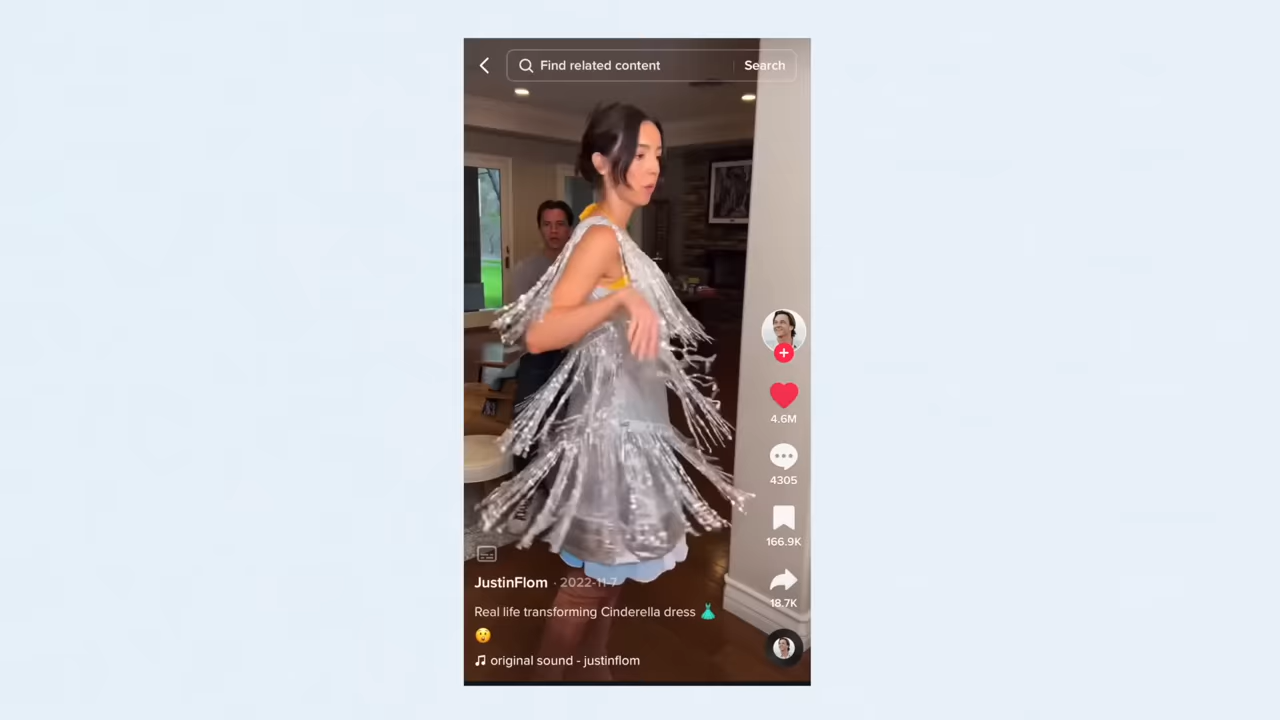 Find related content
Search
4.6M
4305
166.9K
18.7K
JustinFlom · 2022-11-7
Real life transforming Cinderella dress 👗
😲
original sound - justinflom